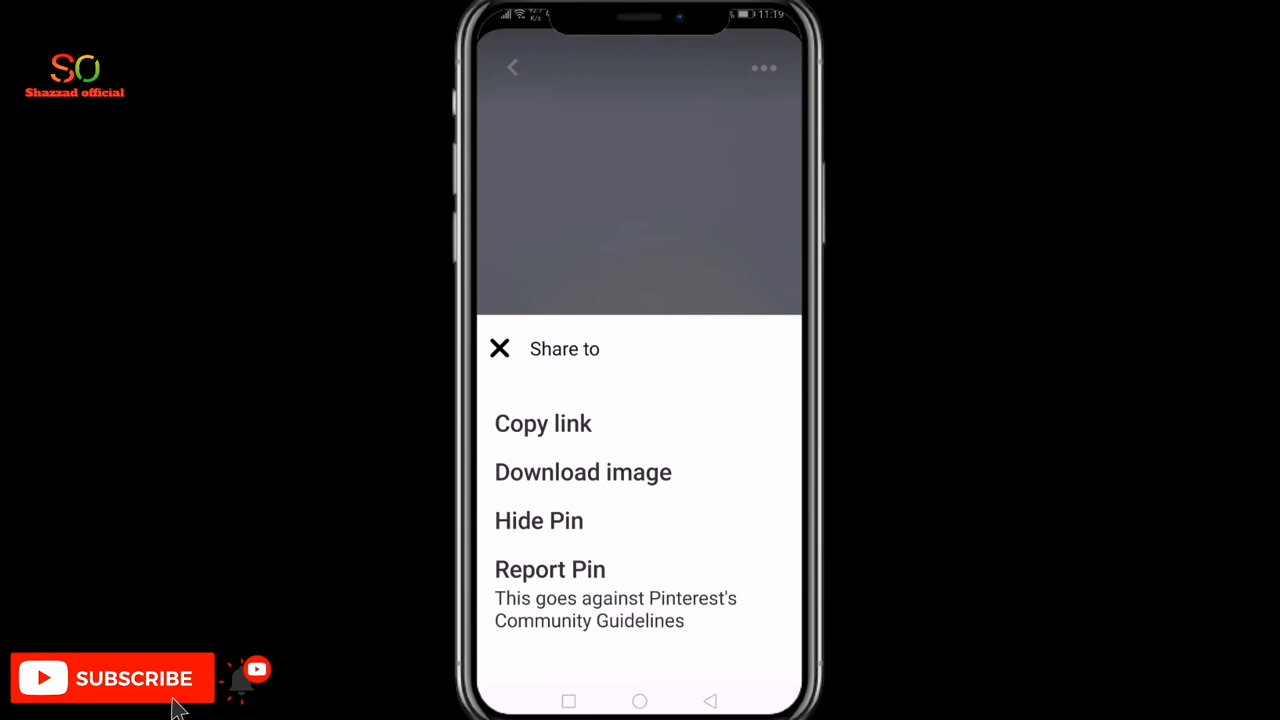 11:19
SO
Shazzad official
Share to
Copy link
Download image
Hide Pin
Report Pin
This goes against Pinterest's
Community Guidelines
SUBSCRIBE